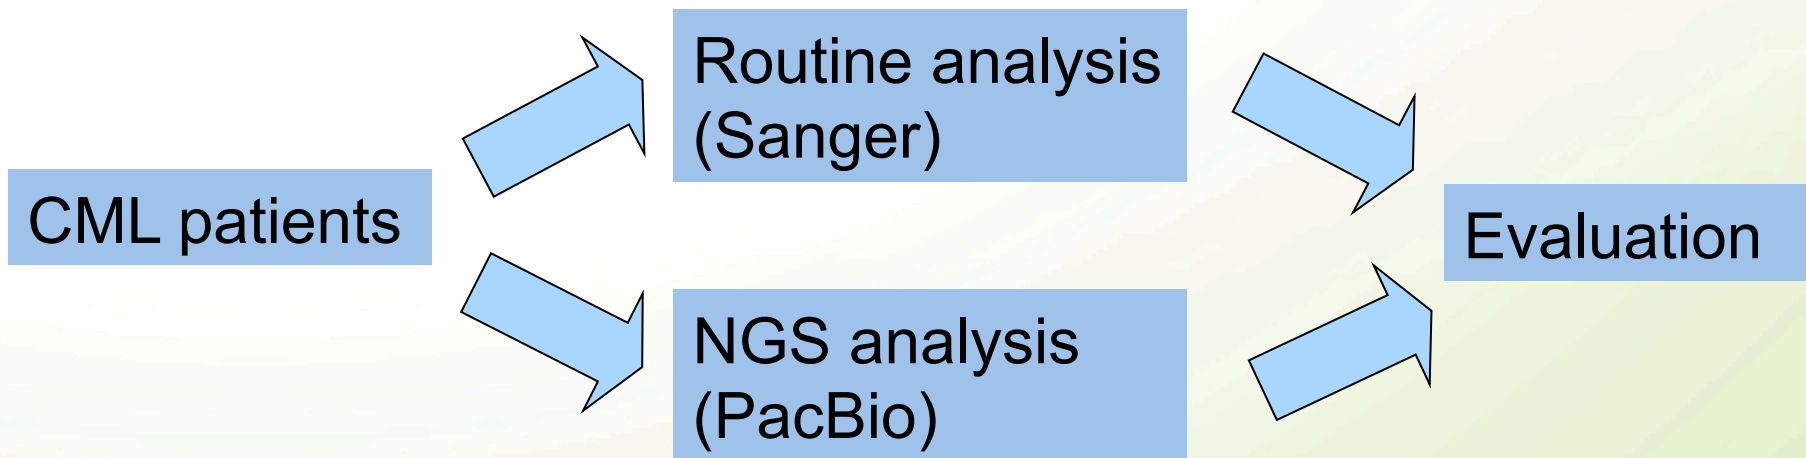 CML patients
Routine analysis
(Sanger)
NGS analysis
(PacBio)
Evaluation